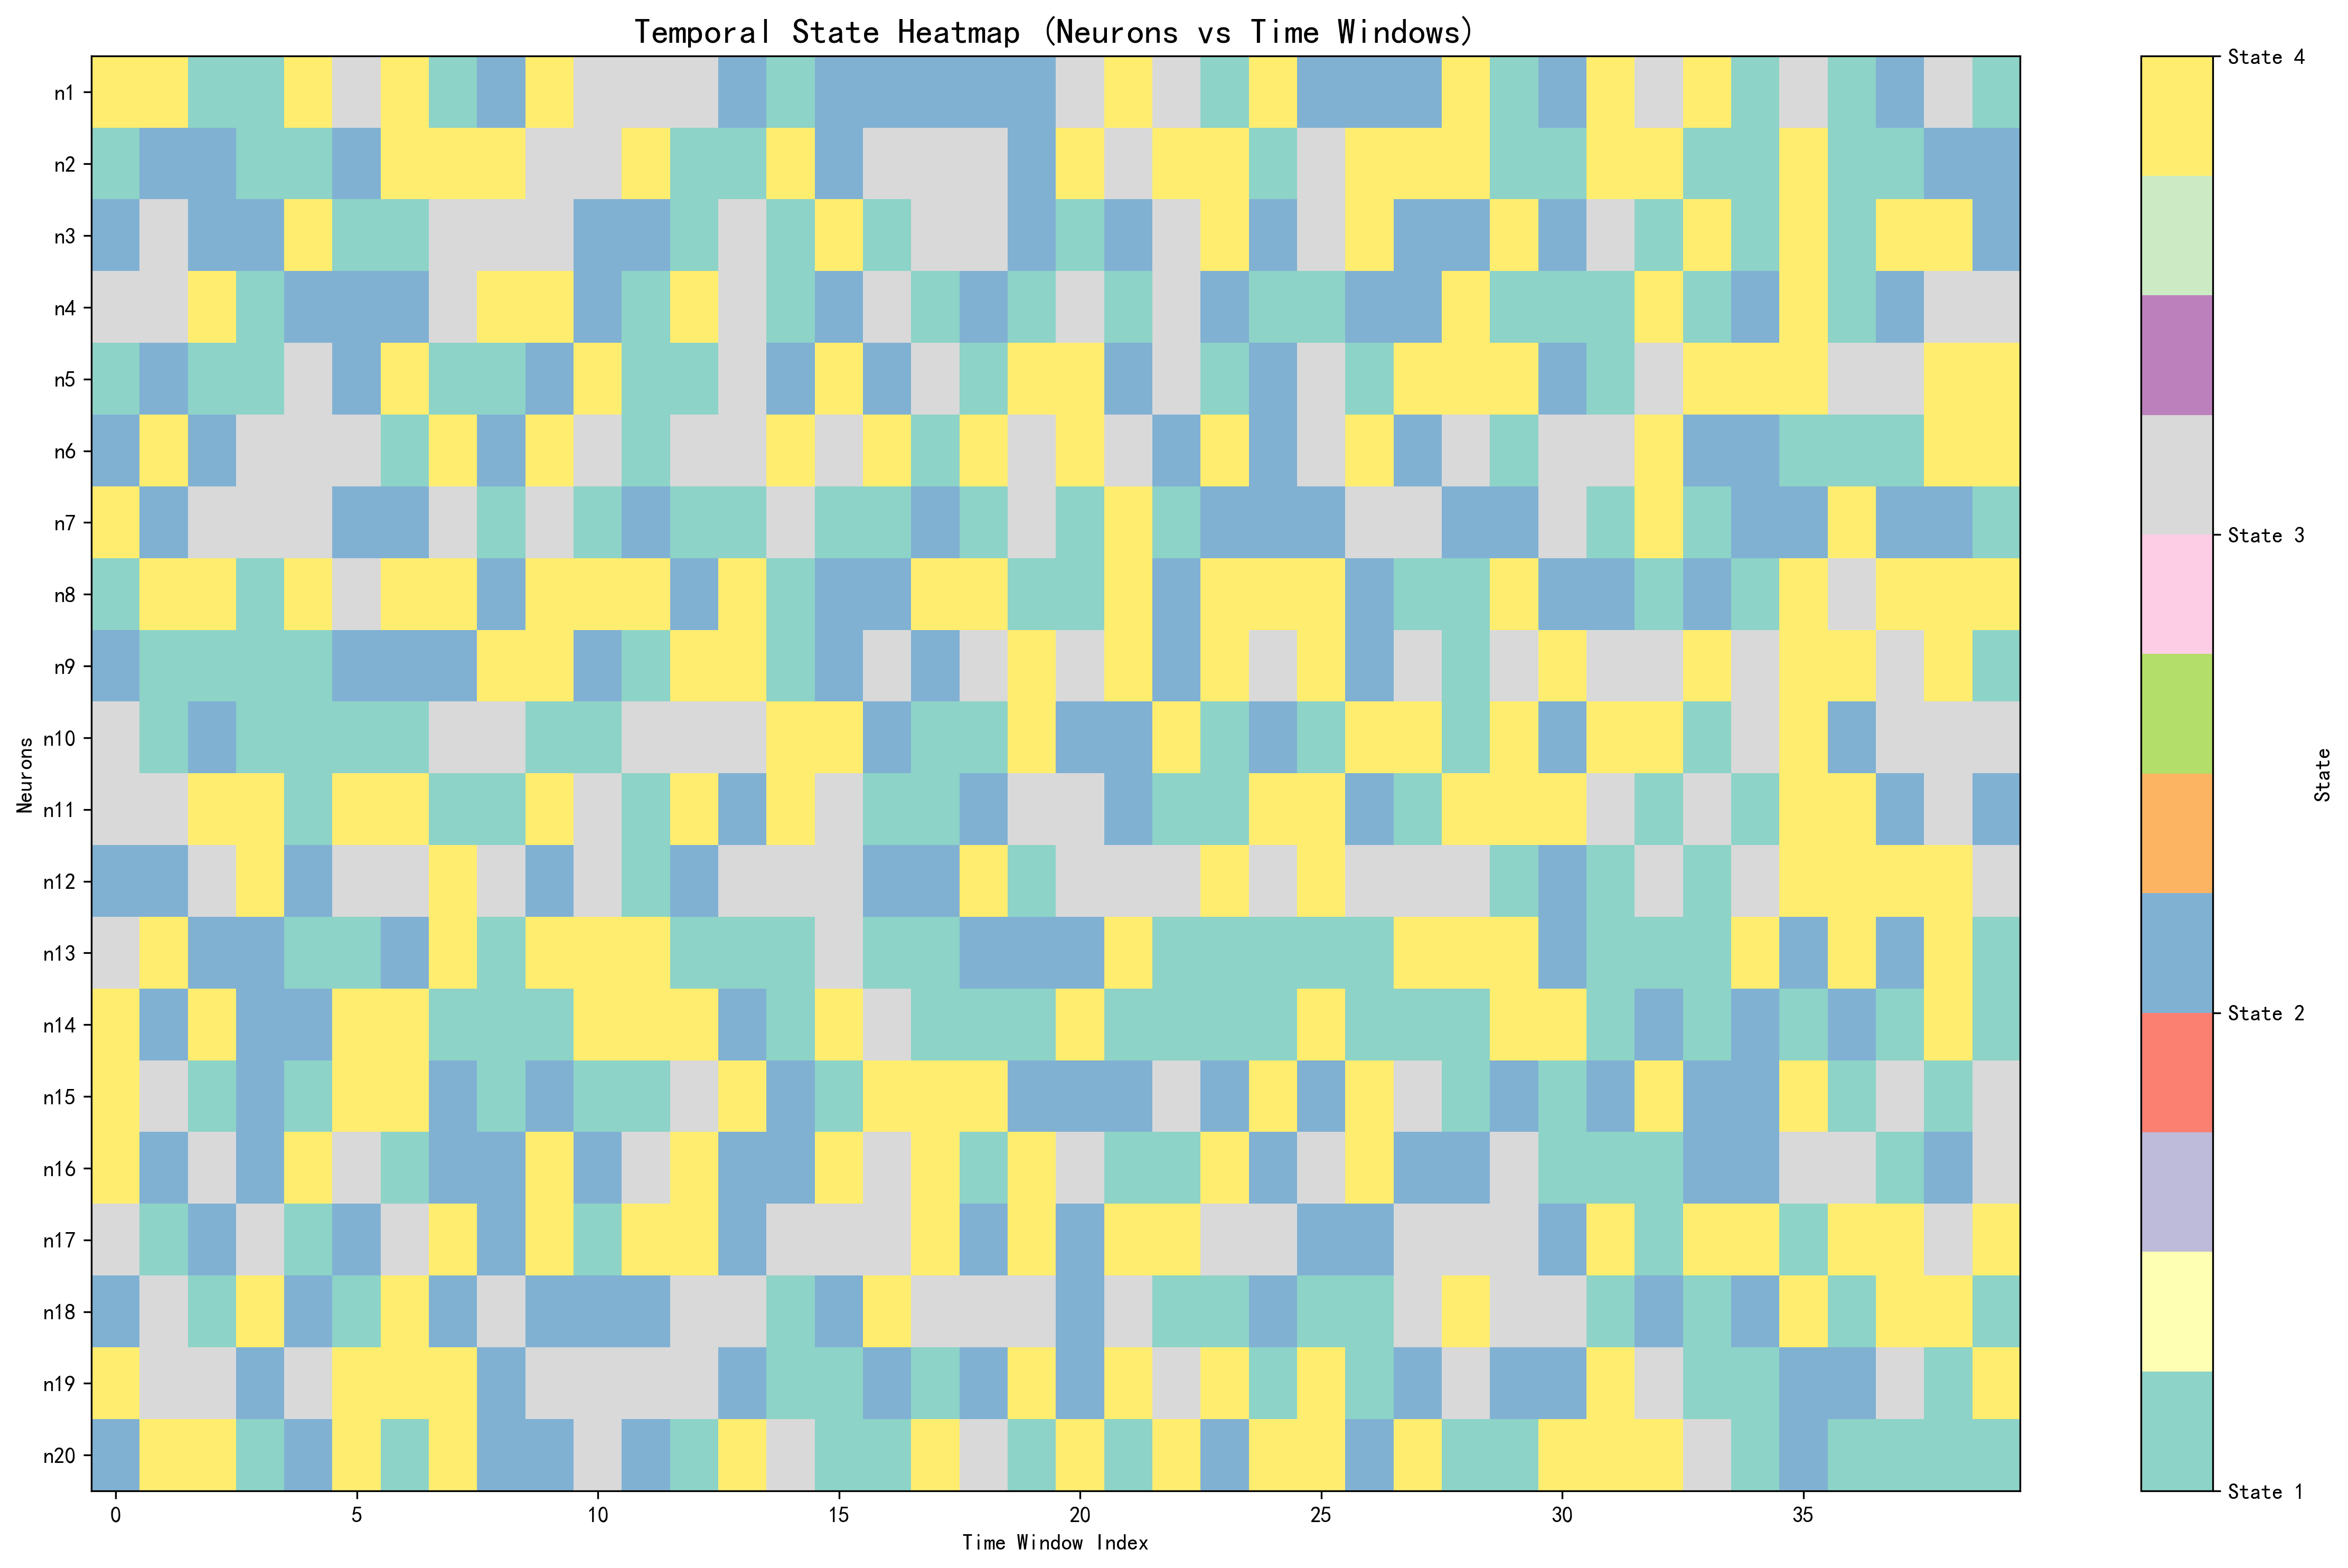 Temporal State Heatmap (Neurons vs Time Windows)
n1
n2
n3
n4
n5
n6
n7
n8
n9
n10
n11
n12
n13
n14
n15
n16
n17
n18
n19
n20
Neurons
0 5 10 15 20 25 30 35
Time Window Index
State 4
State 3
State 2
State 1
State